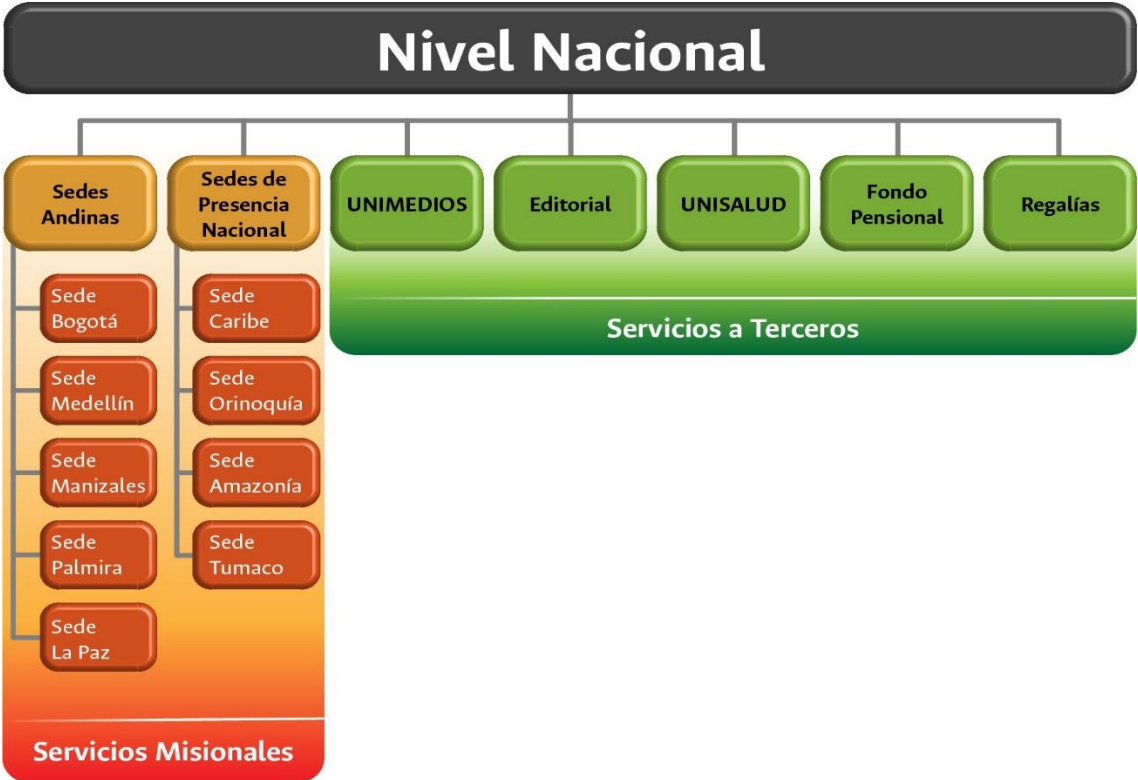 Nivel Nacional
Sedes
Andinas
Sedes de
Presencia
Nacional
UNIMEDIOS
Editorial
UNISALUD
Fondo
Pensional
Regalías
Sede
Bogotá
Sede
Medellín
Sede
Manizales
Sede
Palmira
Sede
La Paz
Sede
Caribe
Sede
Orinoquía
Sede
Amazonía
Sede
Tumaco
Servicios Misionales
Servicios a Terceros